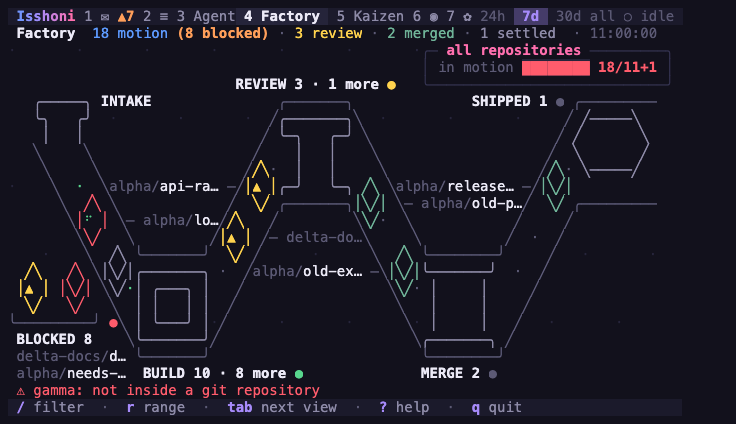 Isshoni 1 ✉ ▲7 2 ≡ 3 Agent 4 Factory 5 Kaizen 6 ◉ 7 ✿ 24h 7d 30d all ○ idle
Factory 18 motion (8 blocked) · 3 review · 2 merged · 1 settled · 11:00:00
all repositories
in motion 18/11+1
REVIEW 3 · 1 more ●
INTAKE
SHIPPED 1 ●
alpha/api-ra…
alpha/release…
alpha/old-p…
alpha/lo…
delta-do…
alpha/old-ex…
BLOCKED 8
delta-docs/d…
alpha/needs-…
BUILD 10 · 8 more ●
MERGE 2 ●
⚠ gamma: not inside a git repository
/ filter · r range · tab next view · ? help · q quit